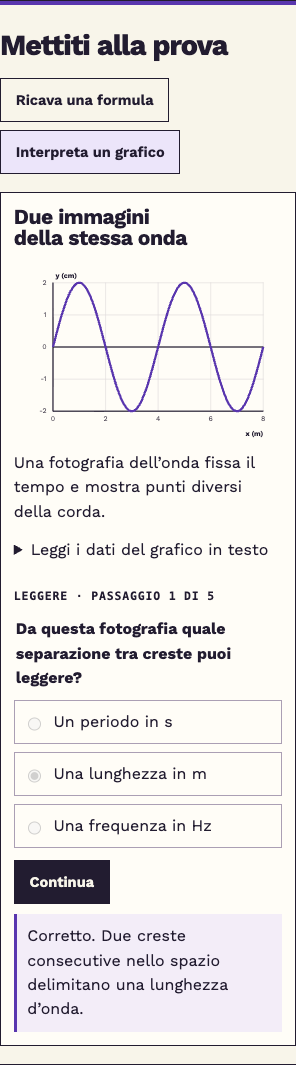 Mettiti alla prova
Ricava una formula
Interpreta un grafico
Due immagini
della stessa onda
y (cm)
2
1
0
-1
-2
0 2 4 6 8
x (m)
Una fotografia dell’onda fissa il
tempo e mostra punti diversi
della corda.
Leggi i dati del grafico in testo
LEGGERE · PASSAGGIO 1 DI 5
Da questa fotografia quale
separazione tra creste puoi
leggere?
Un periodo in s
Una lunghezza in m
Una frequenza in Hz
Continua
Corretto. Due creste
consecutive nello spazio
delimitano una lunghezza
d’onda.